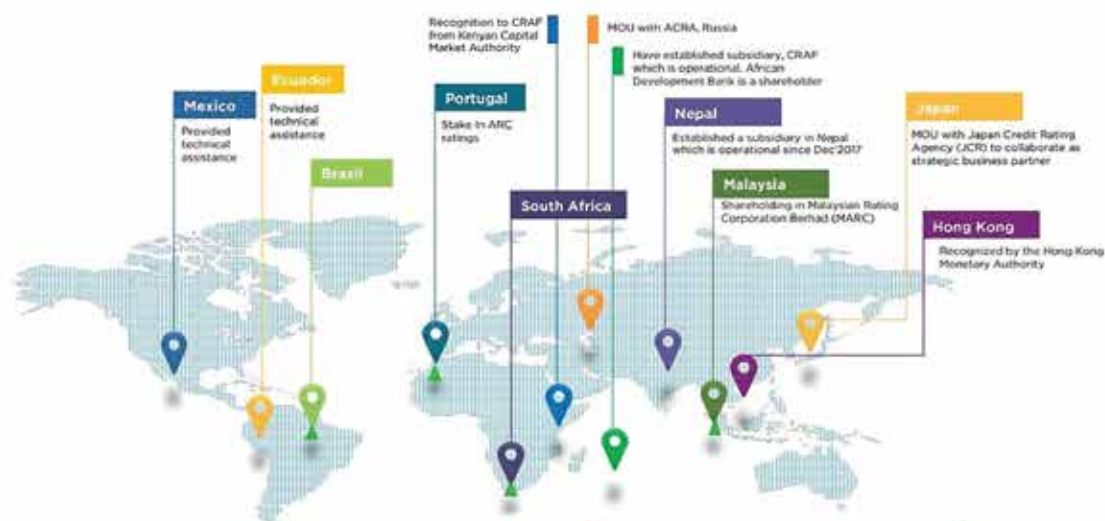 Recognition to CRAF
from Kenyan Capital
Market Authority
MOU with ACRA, Russia
Have established subsidiary, CRAF
which is operational. African
Development Bank is a shareholder
Mexico
Provided
technical
assistance
Ecuador
Provided
technical
assistance
Brazil
Portugal
Stake In ARC
ratings
South Africa
Nepal
Established a subsidiary in Nepal
which is operational since Dec'2017
Malaysia
Shareholding in Malaysian Rating
Corporation Berhad (MARC)
Japan
MOU with Japan Credit Rating
Agency (JCR) to collaborate as
strategic business partner
Hong Kong
Recognized by the Hong Kong
Monetary Authority